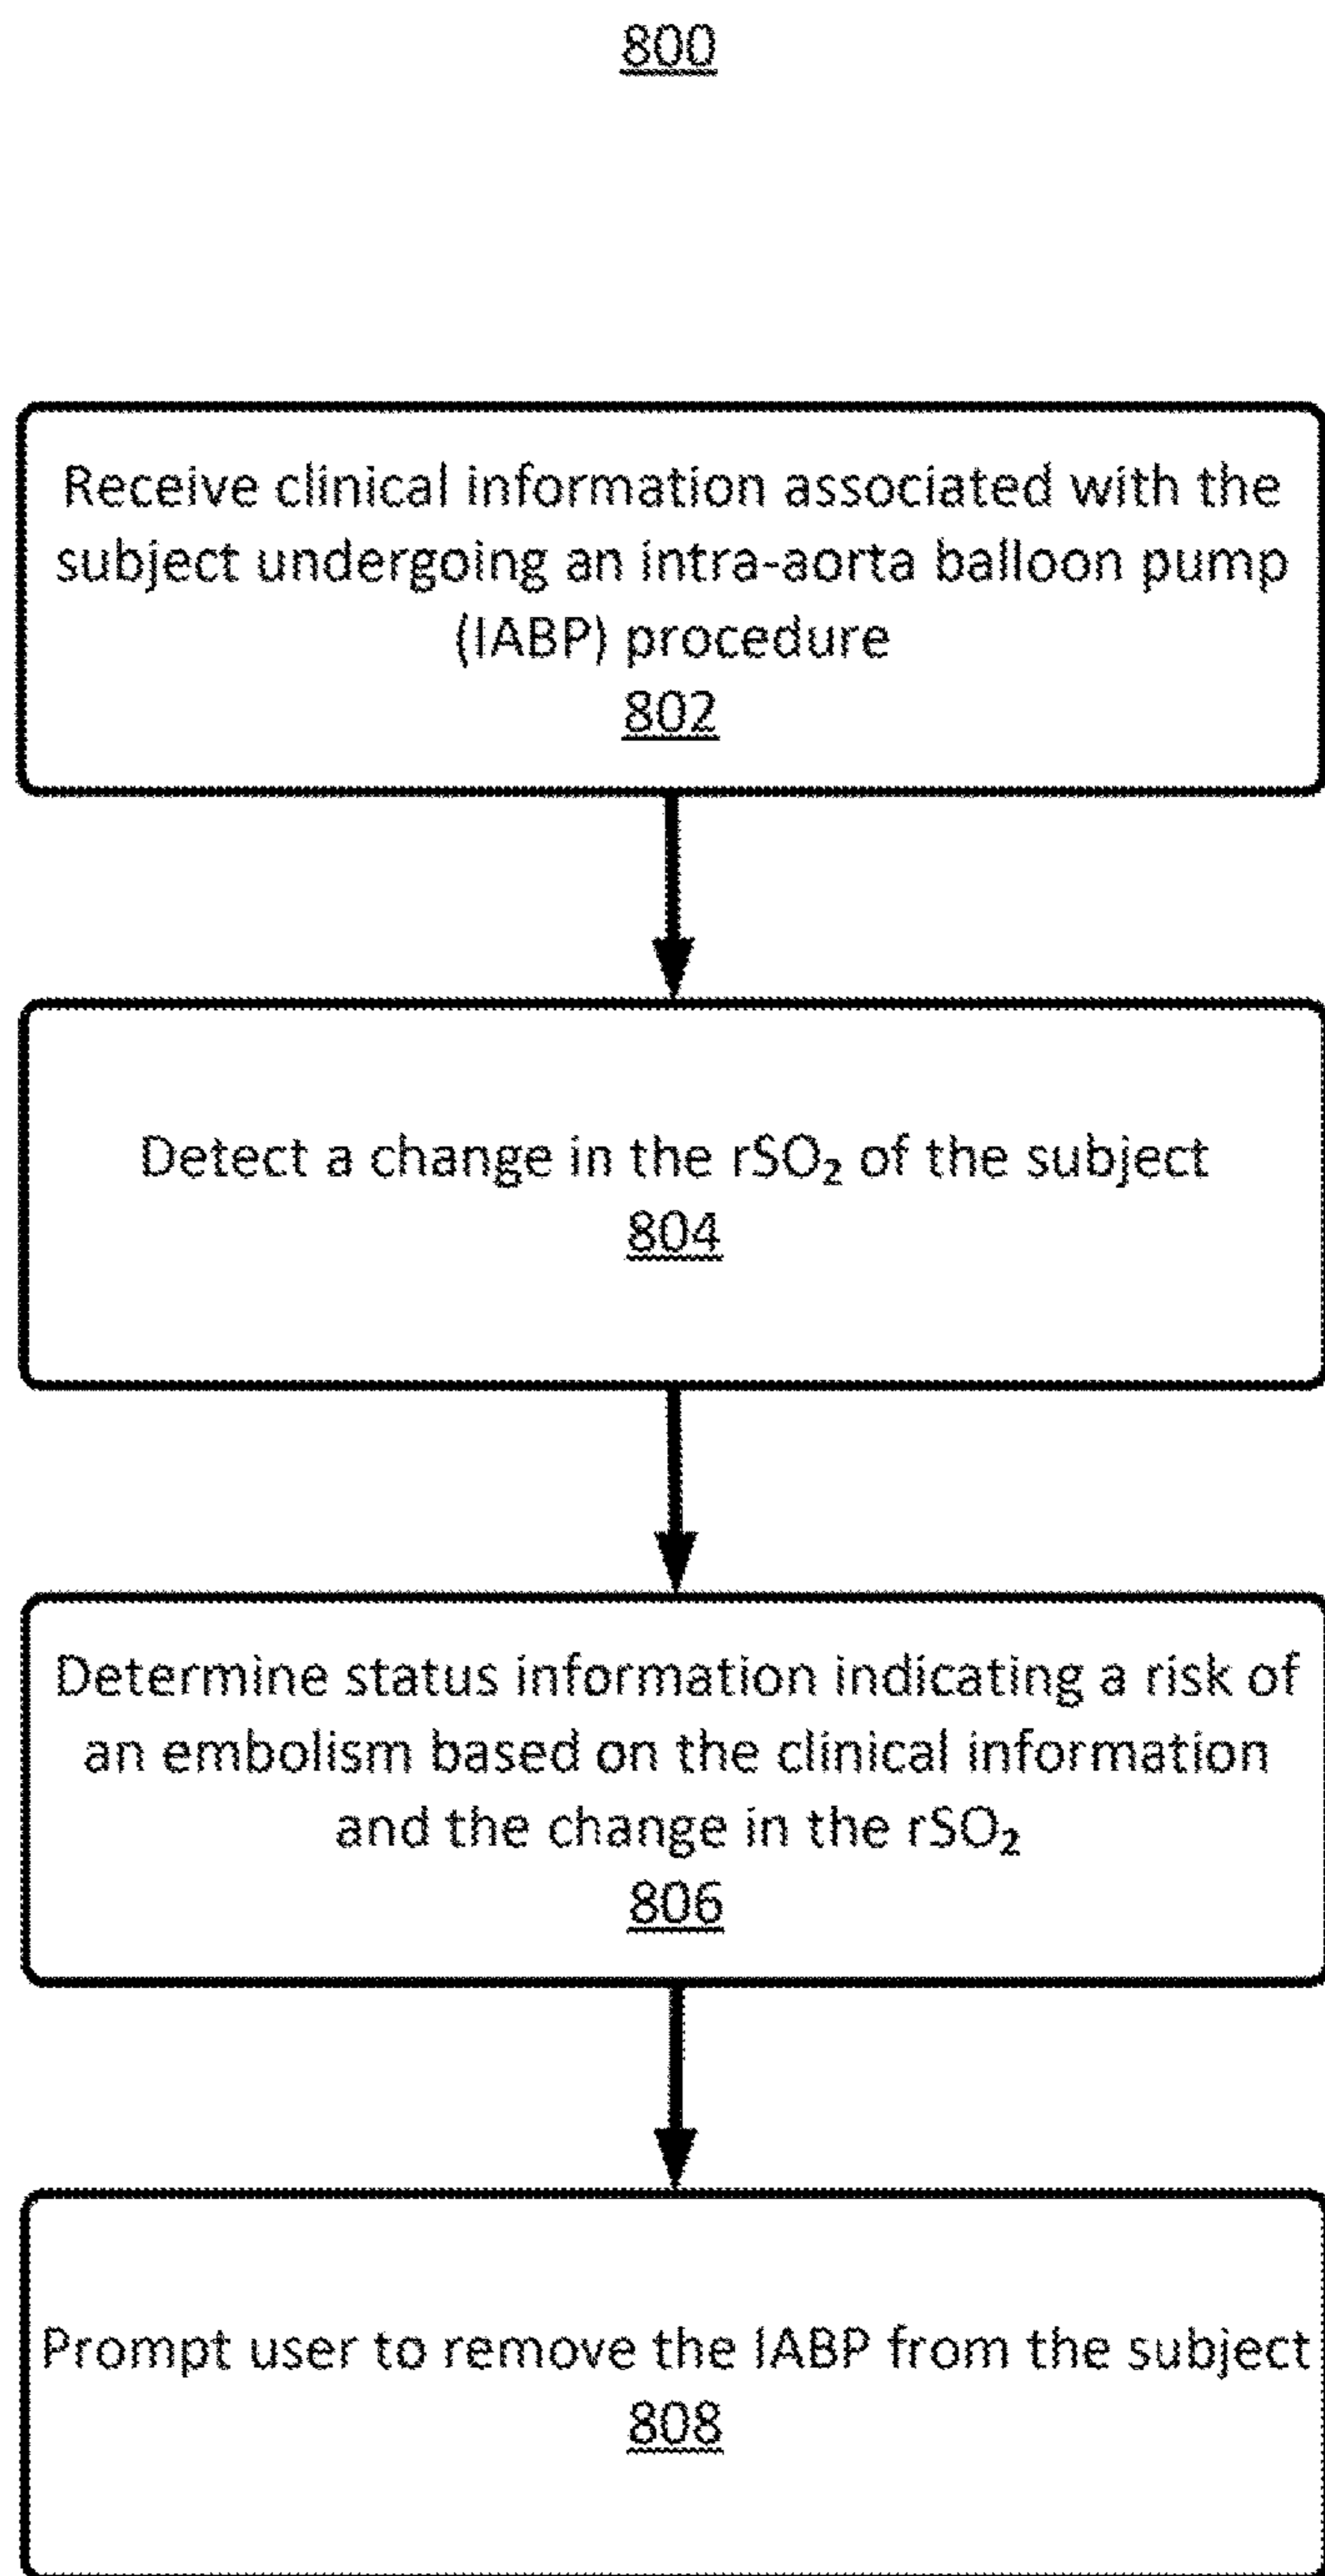 800
Receive clinical information associated with the
subject undergoing an intra-aorta balloon pump
(IABP) procedure
802
Detect a change in the rSO₂ of the subject
804
Determine status information indicating a risk of
an embolism based on the clinical information
and the change in the rSO₂
806
Prompt user to remove the IABP from the subject
808